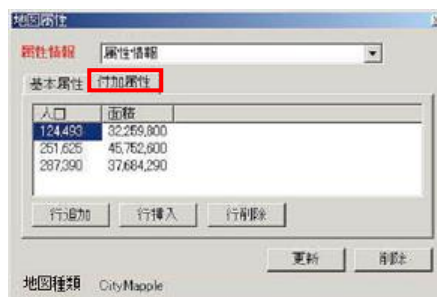 地図属性
属性情報 属性情報
基本属性 付加属性
人口 面積
124,493 32,259,800
251,625 45,752,600
287,390 37,684,290
行追加 行挿入 行削除
更新 削除
地図種類 CityMapple